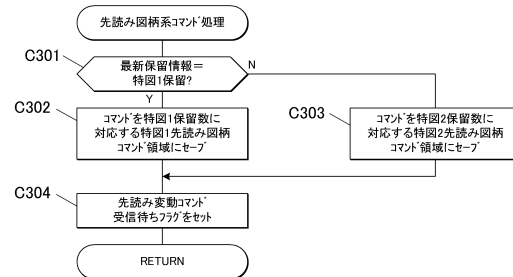 先読み図柄系コマンド処理
C301
最新保留情報=
特図1保留?
N
Y
C302
コマンドを特図1保留数に
対応する特図1先読み図柄
コマンド領域にセーブ
C303
コマンドを特図2保留数に
対応する特図2先読み図柄
コマンド領域にセーブ
C304
先読み変動コマンド
受信待ちフラグをセット
RETURN